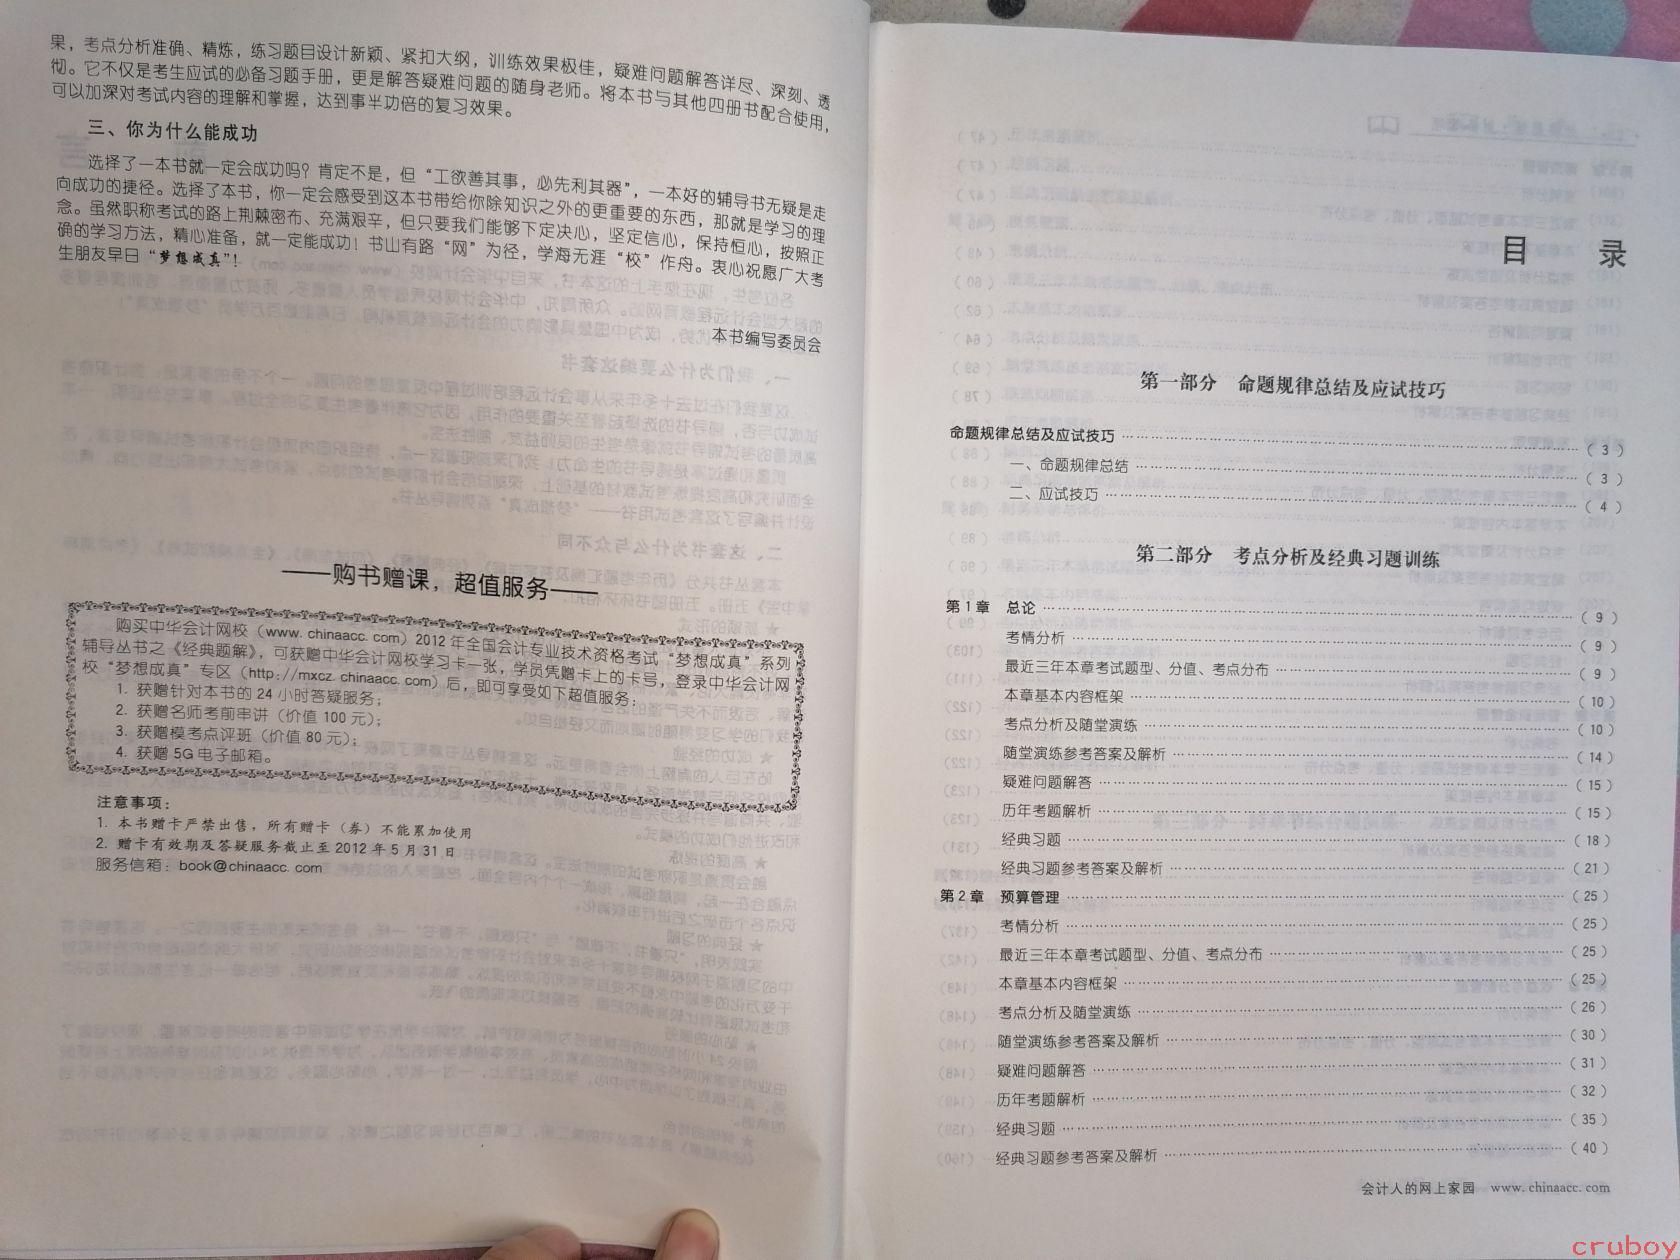 果，考点分析准确、精炼，练习题目设计新颖、紧扣大纲，训练效果极佳，疑难问题解答详尽、深刻、透
彻。它不仅是考生应试的必备习题手册，更是解答疑难问题的随身老师。将本书与其他四册书配合使用，
可以加深对考试内容的理解和掌握，达到事半功倍的复习效果。
三、你为什么能成功
选择了一本书就一定会成功吗？肯定不是，但“工欲善其事，必先利其器”，一本好的辅导书无疑是走
向成功的捷径。选择了本书，你一定会感受到这本书带给你除知识之外的更重要的东西，那就是学习的理
念。虽然职称考试的路上荆棘密布、充满艰辛，但只要我们能够下定决心，坚定信心，保持恒心，按照正
确的学习方法，精心准备，就一定能成功！书山有路“网”为径，学海无涯“校”作舟。衷心祝愿广大考
生朋友早日“梦想成真”！
本书编写委员会
——购书赠课，超值服务——
购买中华会计网校（www. chinaacc. com）2012 年全国会计专业技术资格考试“梦想成真”系列
辅导丛书之《经典题解》，可获赠中华会计网校学习卡一张，学员凭赠卡上的卡号，登录中华会计网
校“梦想成真”专区（http://mxcz. chinaacc. com）后，即可享受如下超值服务：
1. 获赠针对本书的 24 小时答疑服务；
2. 获赠名师考前串讲（价值 100 元）；
3. 获赠模考点评班（价值 80 元）；
4. 获赠 5G 电子邮箱。
注意事项：
1. 本书赠卡严禁出售，所有赠卡（券）不能累加使用
2. 赠卡有效期及答疑服务截止至 2012 年 5 月 31 日
服务信箱：book@chinaacc. com
目 录
第一部分 命题规律总结及应试技巧
命题规律总结及应试技巧 ……………………（ 3 ）
一、命题规律总结 ……………………（ 3 ）
二、应试技巧 ……………………（ 4 ）
第二部分 考点分析及经典习题训练
第 1 章 总论 ……………………（ 9 ）
考情分析 ……………………（ 9 ）
最近三年本章考试题型、分值、考点分布 ……………………（ 9 ）
本章基本内容框架 ……………………（ 10 ）
考点分析及随堂演练 ……………………（ 10 ）
随堂演练参考答案及解析 ……………………（ 14 ）
疑难问题解答 ……………………（ 15 ）
历年考题解析 ……………………（ 15 ）
经典习题 ……………………（ 18 ）
经典习题参考答案及解析 ……………………（ 21 ）
第 2 章 预算管理 ……………………（ 25 ）
考情分析 ……………………（ 25 ）
最近三年本章考试题型、分值、考点分布 ……………………（ 25 ）
本章基本内容框架 ……………………（ 25 ）
考点分析及随堂演练 ……………………（ 26 ）
随堂演练参考答案及解析 ……………………（ 30 ）
疑难问题解答 ……………………（ 31 ）
历年考题解析 ……………………（ 32 ）
经典习题 ……………………（ 35 ）
经典习题参考答案及解析 ……………………（ 40 ）
会计人的网上家园 www. chinaacc. com
cruboy